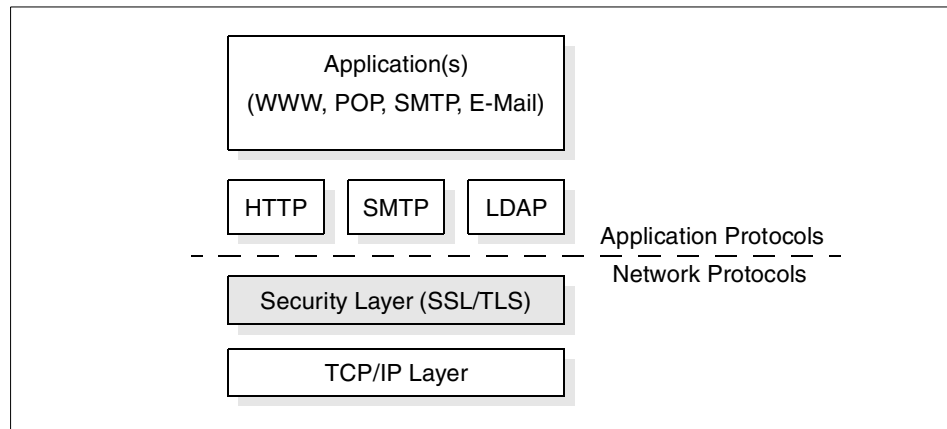 Application(s)
(WWW, POP, SMTP, E-Mail)
HTTP SMTP LDAP
Application Protocols
Network Protocols
Security Layer (SSL/TLS)
TCP/IP Layer